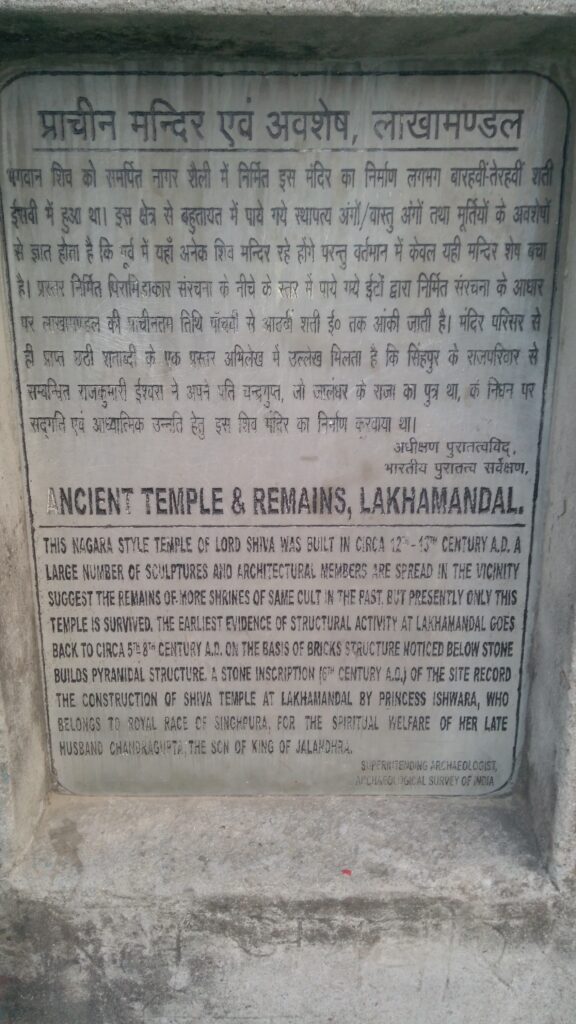 प्राचीन मन्दिर एवं अवशेष, लाखामण्डल
भगवान शिव को समर्पित नागर शैली में निर्मित इस मंदिर का निर्माण लगभग बारहवीं-तेरहवीं शती
ईसवी में हुआ था। इस क्षेत्र से बहुतायत में पाये गये स्थापत्य अंगों/वास्तु अंगों तथा मूर्तियों के अवशेषों
से ज्ञात होता है कि पूर्व में यहाँ अनेक शिव मन्दिर रहे होंगे परन्तु वर्तमान में केवल यही मन्दिर शेष बचा
है। प्रस्तर निर्मित पिरामिडाकार संरचना के नीचे के स्तर में पाये गये ईंटों द्वारा निर्मित संरचना के आधार
पर लाखामण्डल की प्राचीनतम तिथि पॉचवी से आठवी शती ई० तक आंकी जाती है। मंदिर परिसर से
ही प्राप्त छठी शताब्दी के एक प्रस्तर अभिलेख में उल्लेख मिलता है कि सिंहपुर के राजपरिवार से
सम्बन्धित राजकुमारी ईश्वरा ने अपने पति चन्द्रगुप्त, जो जालंधर के राजा का पुत्र था, के निधन पर
सद्गति एवं आध्यात्मिक उन्नति हेतु इस शिव मंदिर का निर्माण करवाया था।
अधीक्षण पुरातत्वविद्,
भारतीय पुरातत्व सर्वेक्षण,
ANCIENT TEMPLE & REMAINS, LAKHAMANDAL.
THIS NAGARA STYLE TEMPLE OF LORD SHIVA WAS BUILT IN CIRCA 12TH-13TH CENTURY A.D. A
LARGE NUMBER OF SCULPTURES AND ARCHITECTURAL MEMBERS ARE SPREAD IN THE VICINITY
SUGGEST THE REMAINS OF MORE SHRINES OF SAME CULT IN THE PAST, BUT PRESENTLY ONLY THIS
TEMPLE IS SURVIVED. THE EARLIEST EVIDENCE OF STRUCTURAL ACTIVITY AT LAKHAMANDAL GOES
BACK TO CIRCA 5TH 8TH CENTURY A.D. ON THE BASIS OF BRICKS STRUCTURE NOTICED BELOW STONE
BUILDS PYRAMIDAL STRUCTURE. A STONE INSCRIPTION (6TH CENTURY A.D.) OF THE SITE RECORD
THE CONSTRUCTION OF SHIVA TEMPLE AT LAKHAMANDAL BY PRINCESS ISHWARA, WHO
BELONGS TO ROYAL RACE OF SINGHPURA, FOR THE SPIRITUAL WELFARE OF HER LATE
HUSBAND CHANDRAGUPTA, THE SON OF KING OF JALANDHRA.
SUPERINTENDING ARCHAEOLOGIST,
ARCHAEOLOGICAL SURVEY OF INDIA